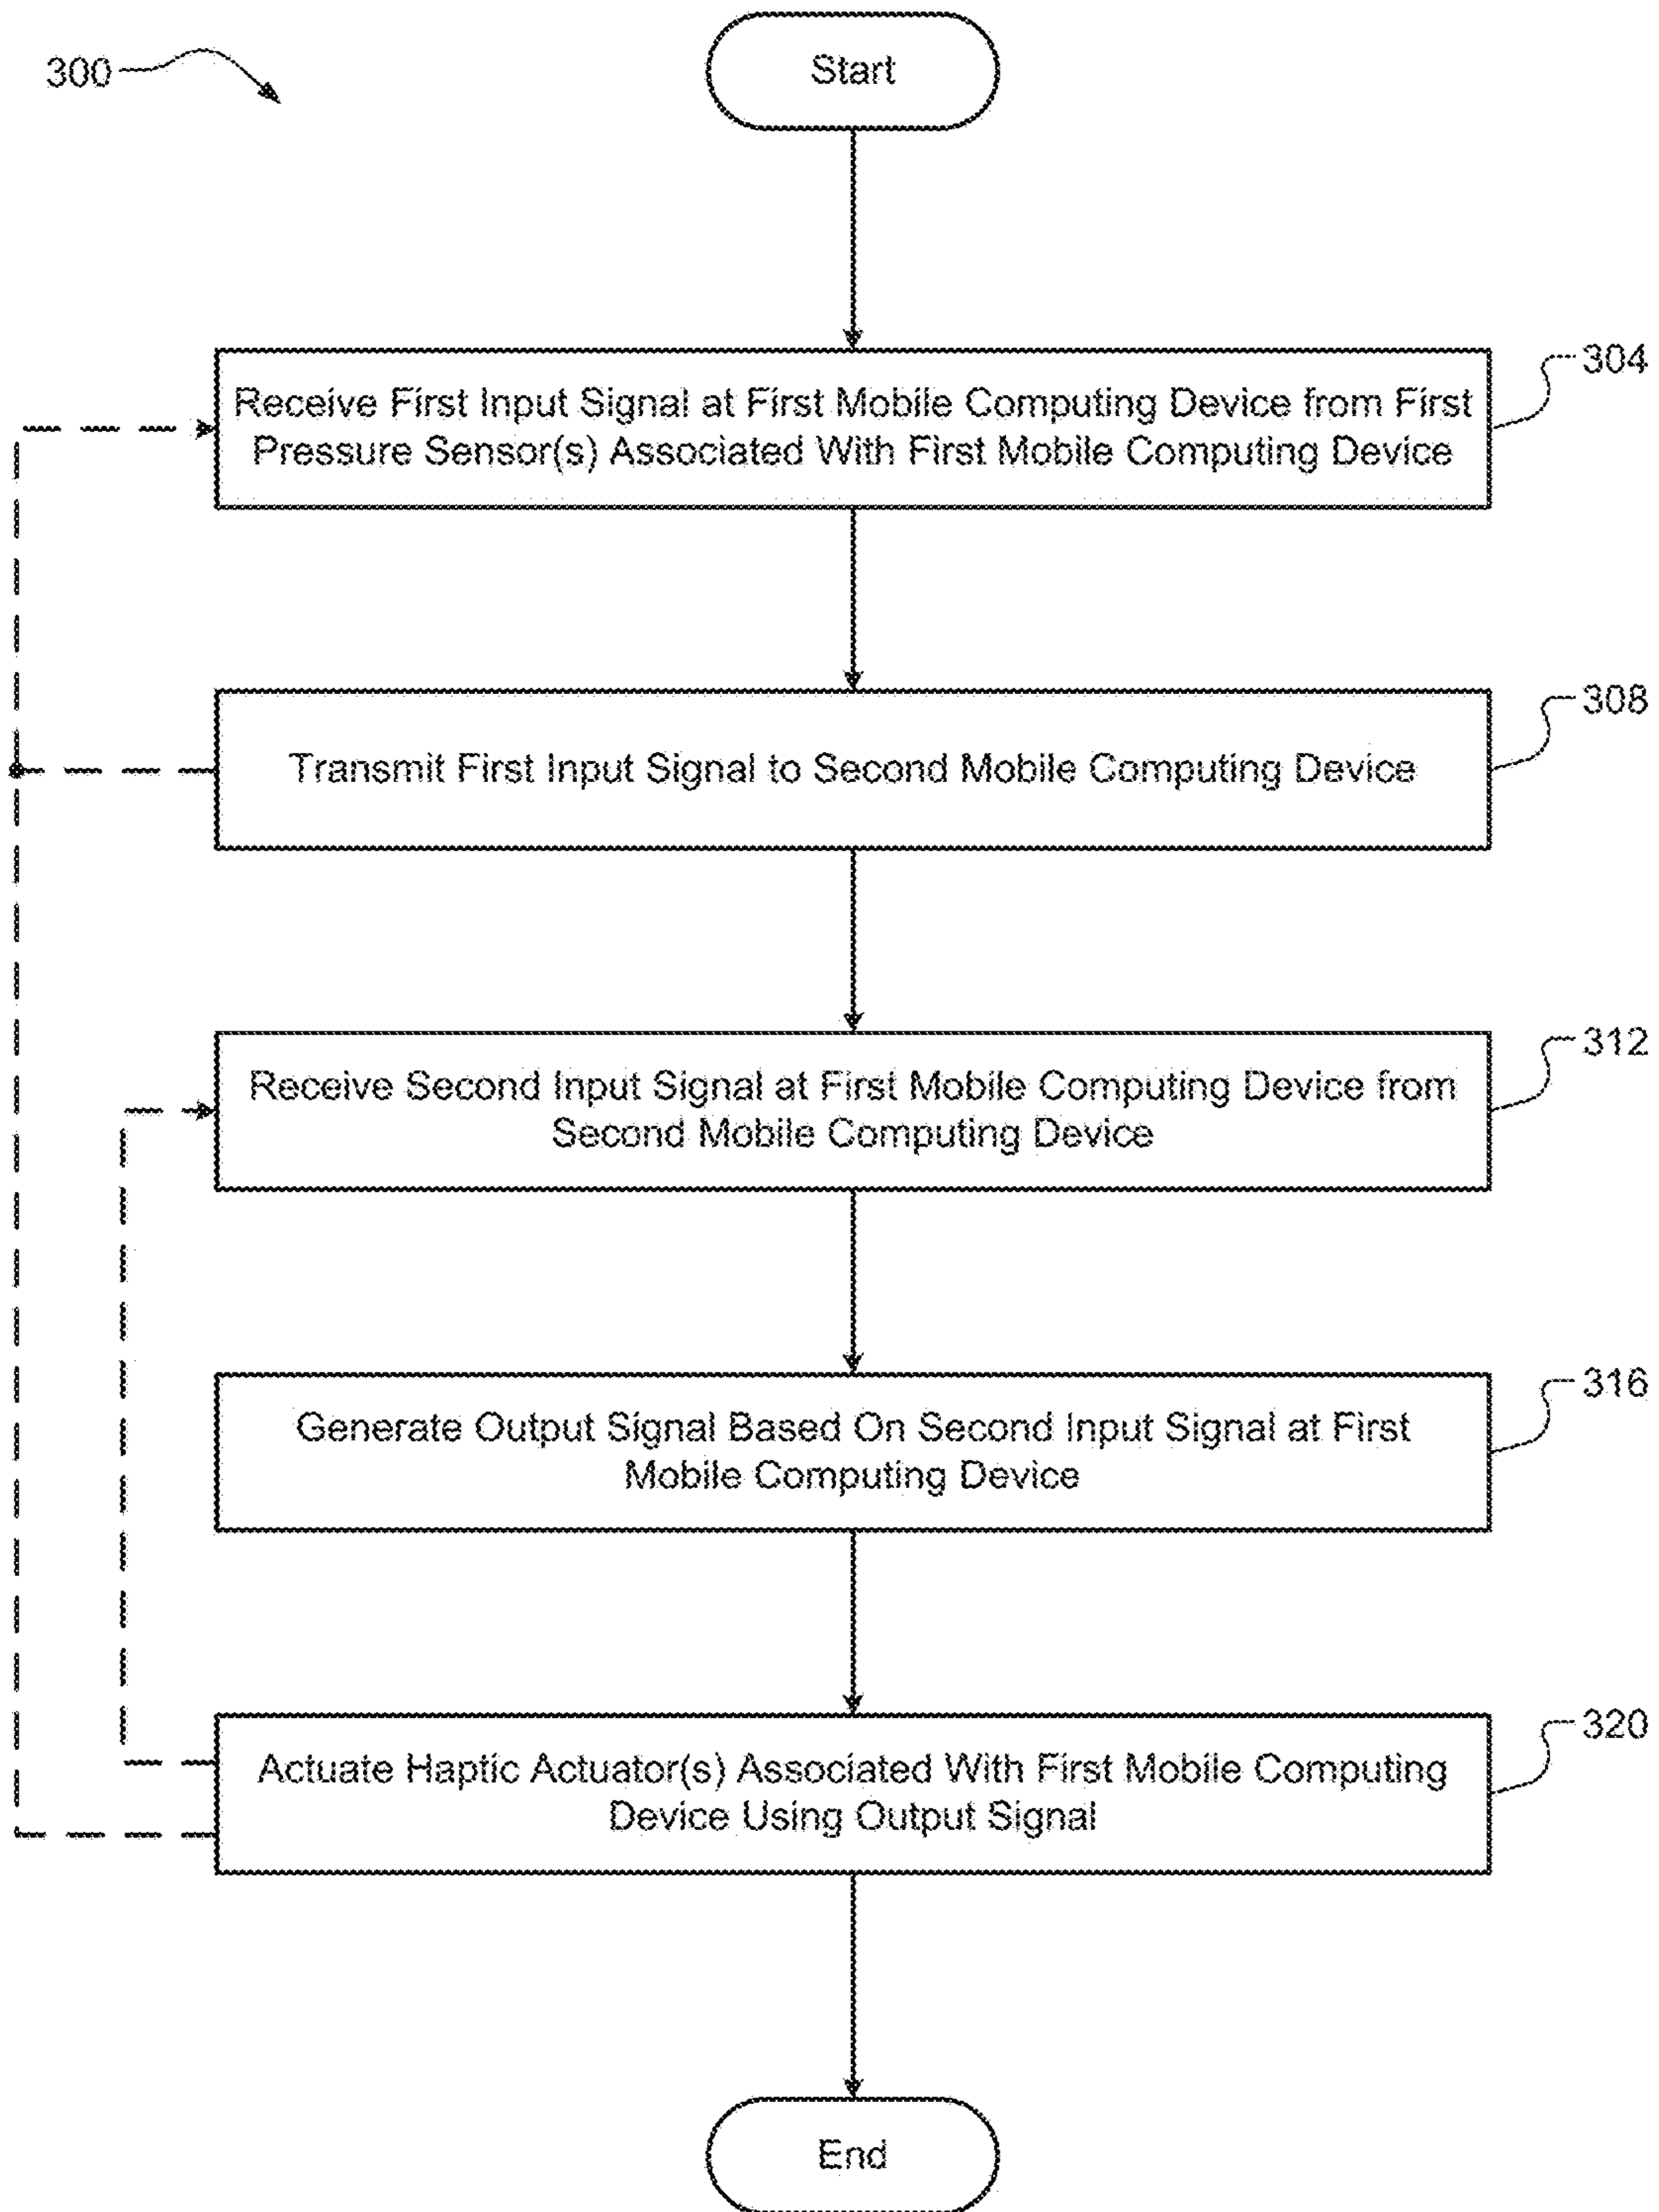 300
Start
Receive First Input Signal at First Mobile Computing Device from First
Pressure Sensor(s) Associated With First Mobile Computing Device
304
Transmit First Input Signal to Second Mobile Computing Device
308
Receive Second Input Signal at First Mobile Computing Device from
Second Mobile Computing Device
312
Generate Output Signal Based On Second Input Signal at First
Mobile Computing Device
316
Actuate Haptic Actuator(s) Associated With First Mobile Computing
Device Using Output Signal
320
End